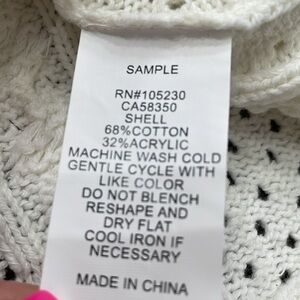 SAMPLE
RN#105230
CA58350
SHELL
68%COTTON
32%ACRYLIC
MACHINE WASH COLD
GENTLE CYCLE WITH
LIKE COLOR
DO NOT BLENCH
RESHAPE AND
DRY FLAT
COOL IRON IF
NECESSARY
MADE IN CHINA